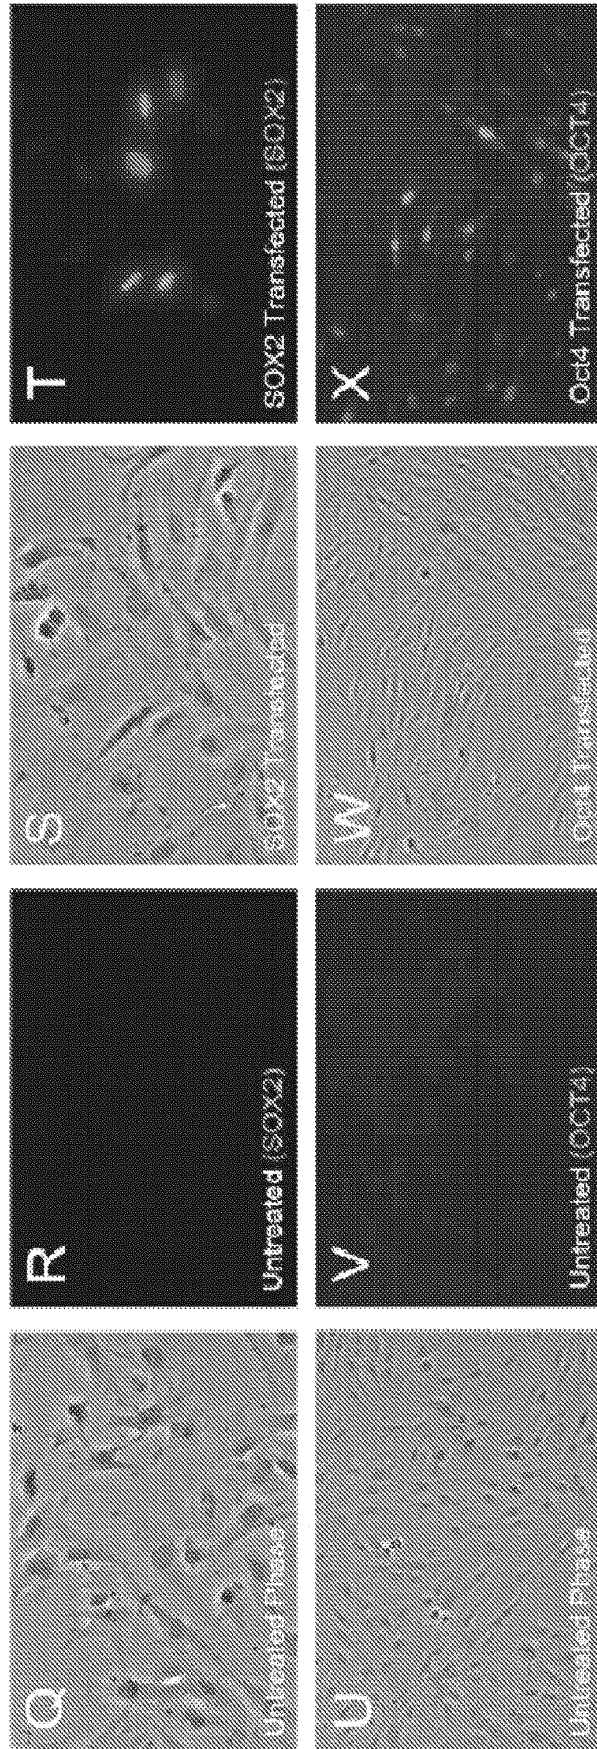 Q
Untreated Phase
R
Untreated (SOX2)
S
SOX2 Transfected
T
SOX2 Transfected (SOX2)
U
Untreated Phase
V
Untreated (OCT4)
W
Oct4 Transfected
X
Oct4 Transfected (OCT4)